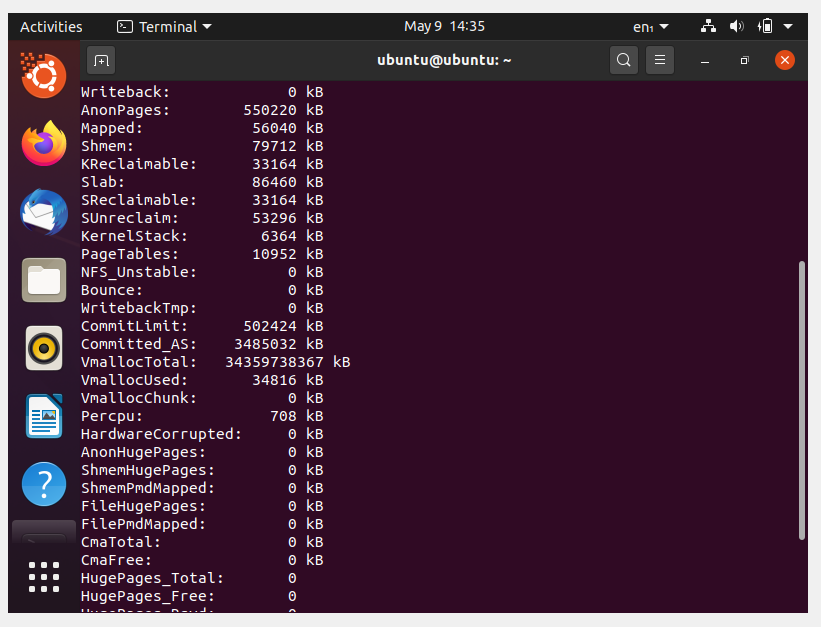 Activities Terminal May 9 14:35 en₁
ubuntu@ubuntu: ~
Writeback: 0 kB
AnonPages: 550220 kB
Mapped: 56040 kB
Shmem: 79712 kB
KReclaimable: 33164 kB
Slab: 86460 kB
SReclaimable: 33164 kB
SUnreclaim: 53296 kB
KernelStack: 6364 kB
PageTables: 10952 kB
NFS_Unstable: 0 kB
Bounce: 0 kB
WritebackTmp: 0 kB
CommitLimit: 502424 kB
Committed_AS: 3485032 kB
VmallocTotal: 34359738367 kB
VmallocUsed: 34816 kB
VmallocChunk: 0 kB
Percpu: 708 kB
HardwareCorrupted: 0 kB
AnonHugePages: 0 kB
ShmemHugePages: 0 kB
ShmemPmdMapped: 0 kB
FileHugePages: 0 kB
FilePmdMapped: 0 kB
CmaTotal: 0 kB
CmaFree: 0 kB
HugePages_Total: 0
HugePages_Free: 0